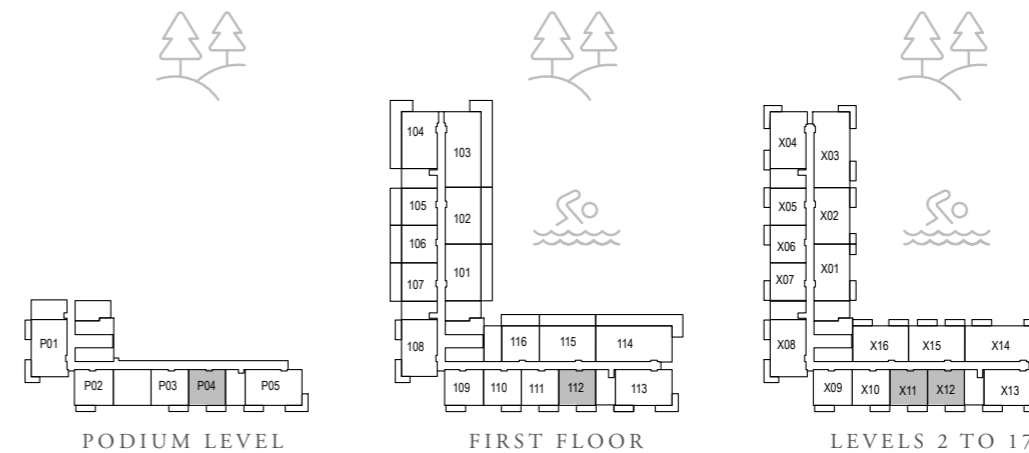 P01
P02
P03
P04
P05
PODIUM LEVEL
104
103
105
102
106
101
107
108
116
115
114
109
110
111
112
113
FIRST FLOOR
X04
X03
X05
X02
X06
X01
X07
X08
X16
X15
X14
X09
X10
X11
X12
X13
LEVELS 2 TO 17